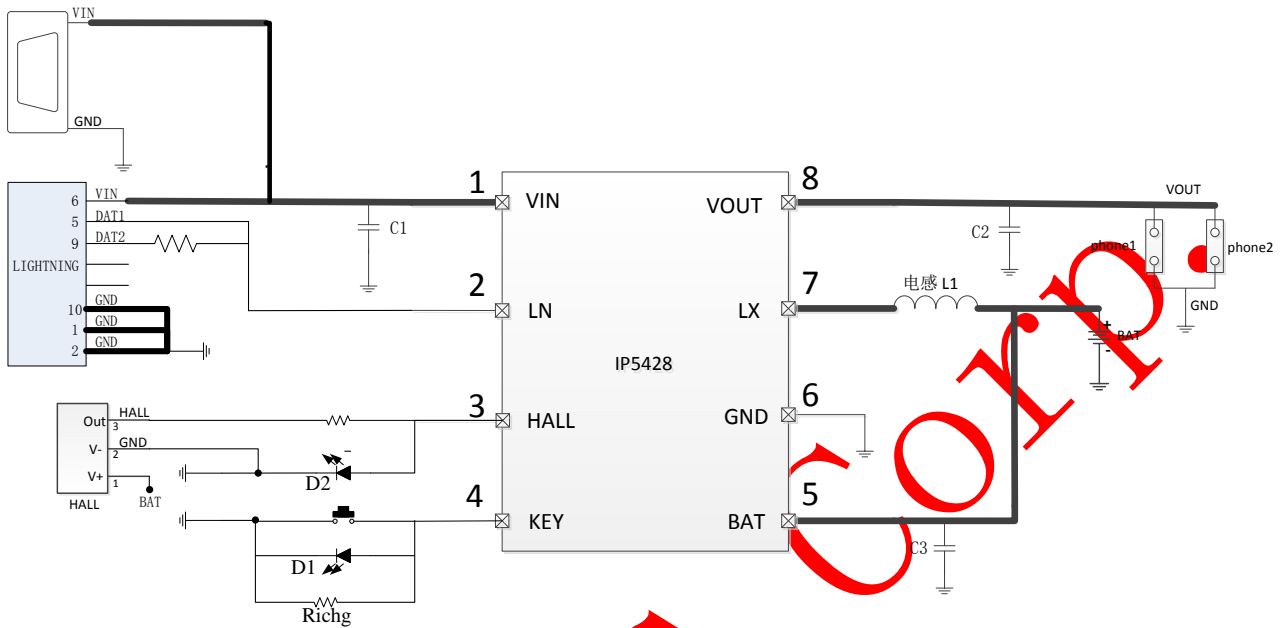 VIN
GND
6 VIN
5 DAT1
9 DAT2
LIGHTNING
10 GND
1 GND
2 GND
Out 3 HALL
V- 2 GND
V+ 1
BAT
HALL
C1
D2
D1
Richg
1 VIN
2 LN
3 HALL
4 KEY
IP5428
8 VOUT
7 LX
6 GND
5 BAT
VOUT
C2
phone1
phone2
GND
电感 L1
+
BAT
-
C3
Corp